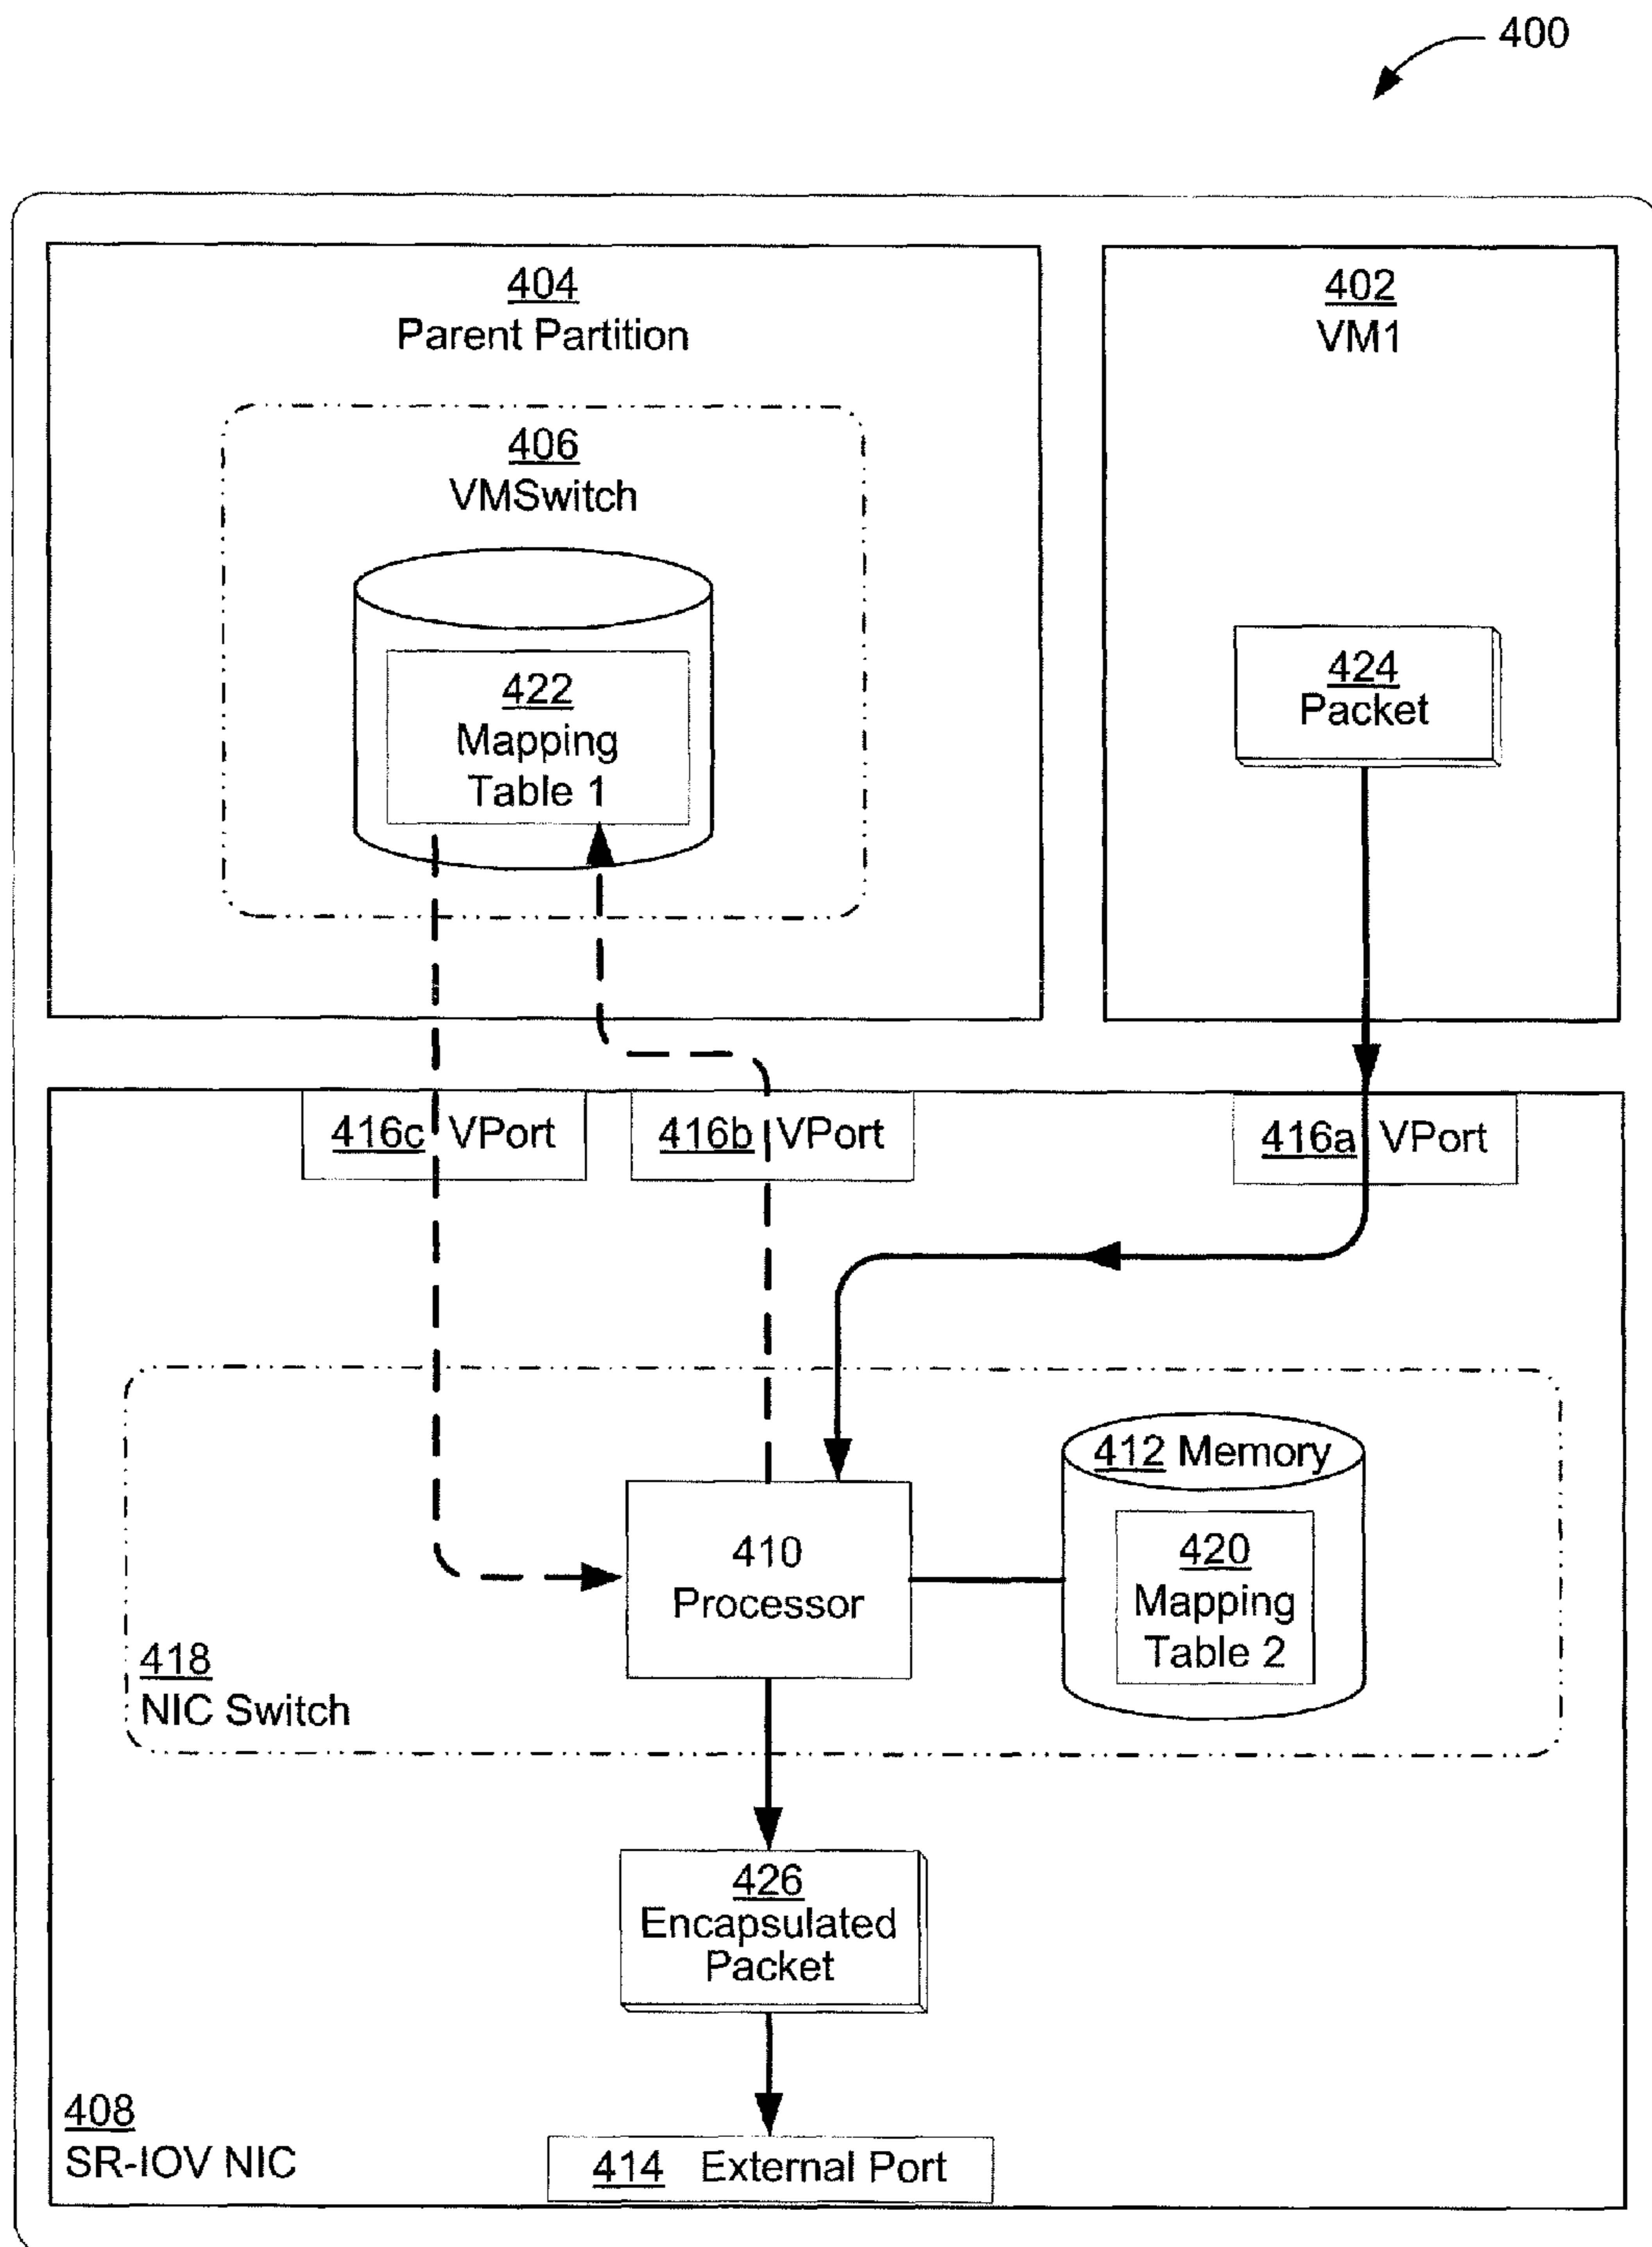 400
404
Parent Partition
402
VM1
406
VMSwitch
422
Mapping
Table 1
424
Packet
416c VPort
416b VPort
416a VPort
412 Memory
410
Processor
420
Mapping
Table 2
418
NIC Switch
426
Encapsulated
Packet
408
SR-IOV NIC
414 External Port